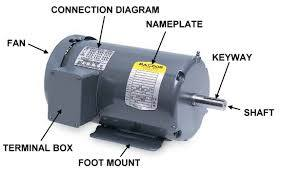 CONNECTION DIAGRAM
NAMEPLATE
FAN
KEYWAY
SHAFT
TERMINAL BOX
FOOT MOUNT